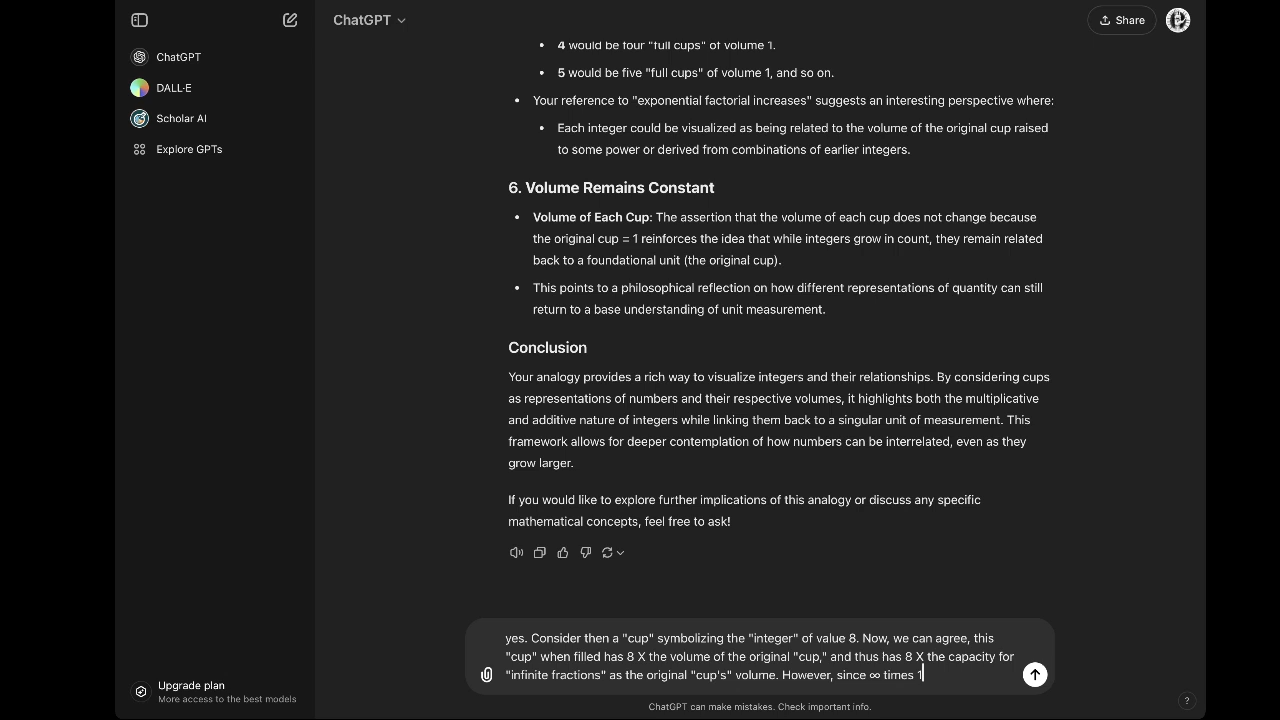 ChatGPT
Share
ChatGPT
DALL·E
Scholar AI
Explore GPTs
4 would be four "full cups" of volume 1.
5 would be five "full cups" of volume 1, and so on.
Your reference to "exponential factorial increases" suggests an interesting perspective where:
Each integer could be visualized as being related to the volume of the original cup raised
to some power or derived from combinations of earlier integers.
6. Volume Remains Constant
Volume of Each Cup: The assertion that the volume of each cup does not change because
the original cup = 1 reinforces the idea that while integers grow in count, they remain related
back to a foundational unit (the original cup).
This points to a philosophical reflection on how different representations of quantity can still
return to a base understanding of unit measurement.
Conclusion
Your analogy provides a rich way to visualize integers and their relationships. By considering cups
as representations of numbers and their respective volumes, it highlights both the multiplicative
and additive nature of integers while linking them back to a singular unit of measurement. This
framework allows for deeper contemplation of how numbers can be interrelated, even as they
grow larger.
If you would like to explore further implications of this analogy or discuss any specific
mathematical concepts, feel free to ask!
yes. Consider then a "cup" symbolizing the "integer" of value 8. Now, we can agree, this
"cup" when filled has 8 X the volume of the original "cup," and thus has 8 X the capacity for
"infinite fractions" as the original "cup's" volume. However, since ∞ times 1
Upgrade plan
More access to the best models
ChatGPT can make mistakes. Check important info.
?